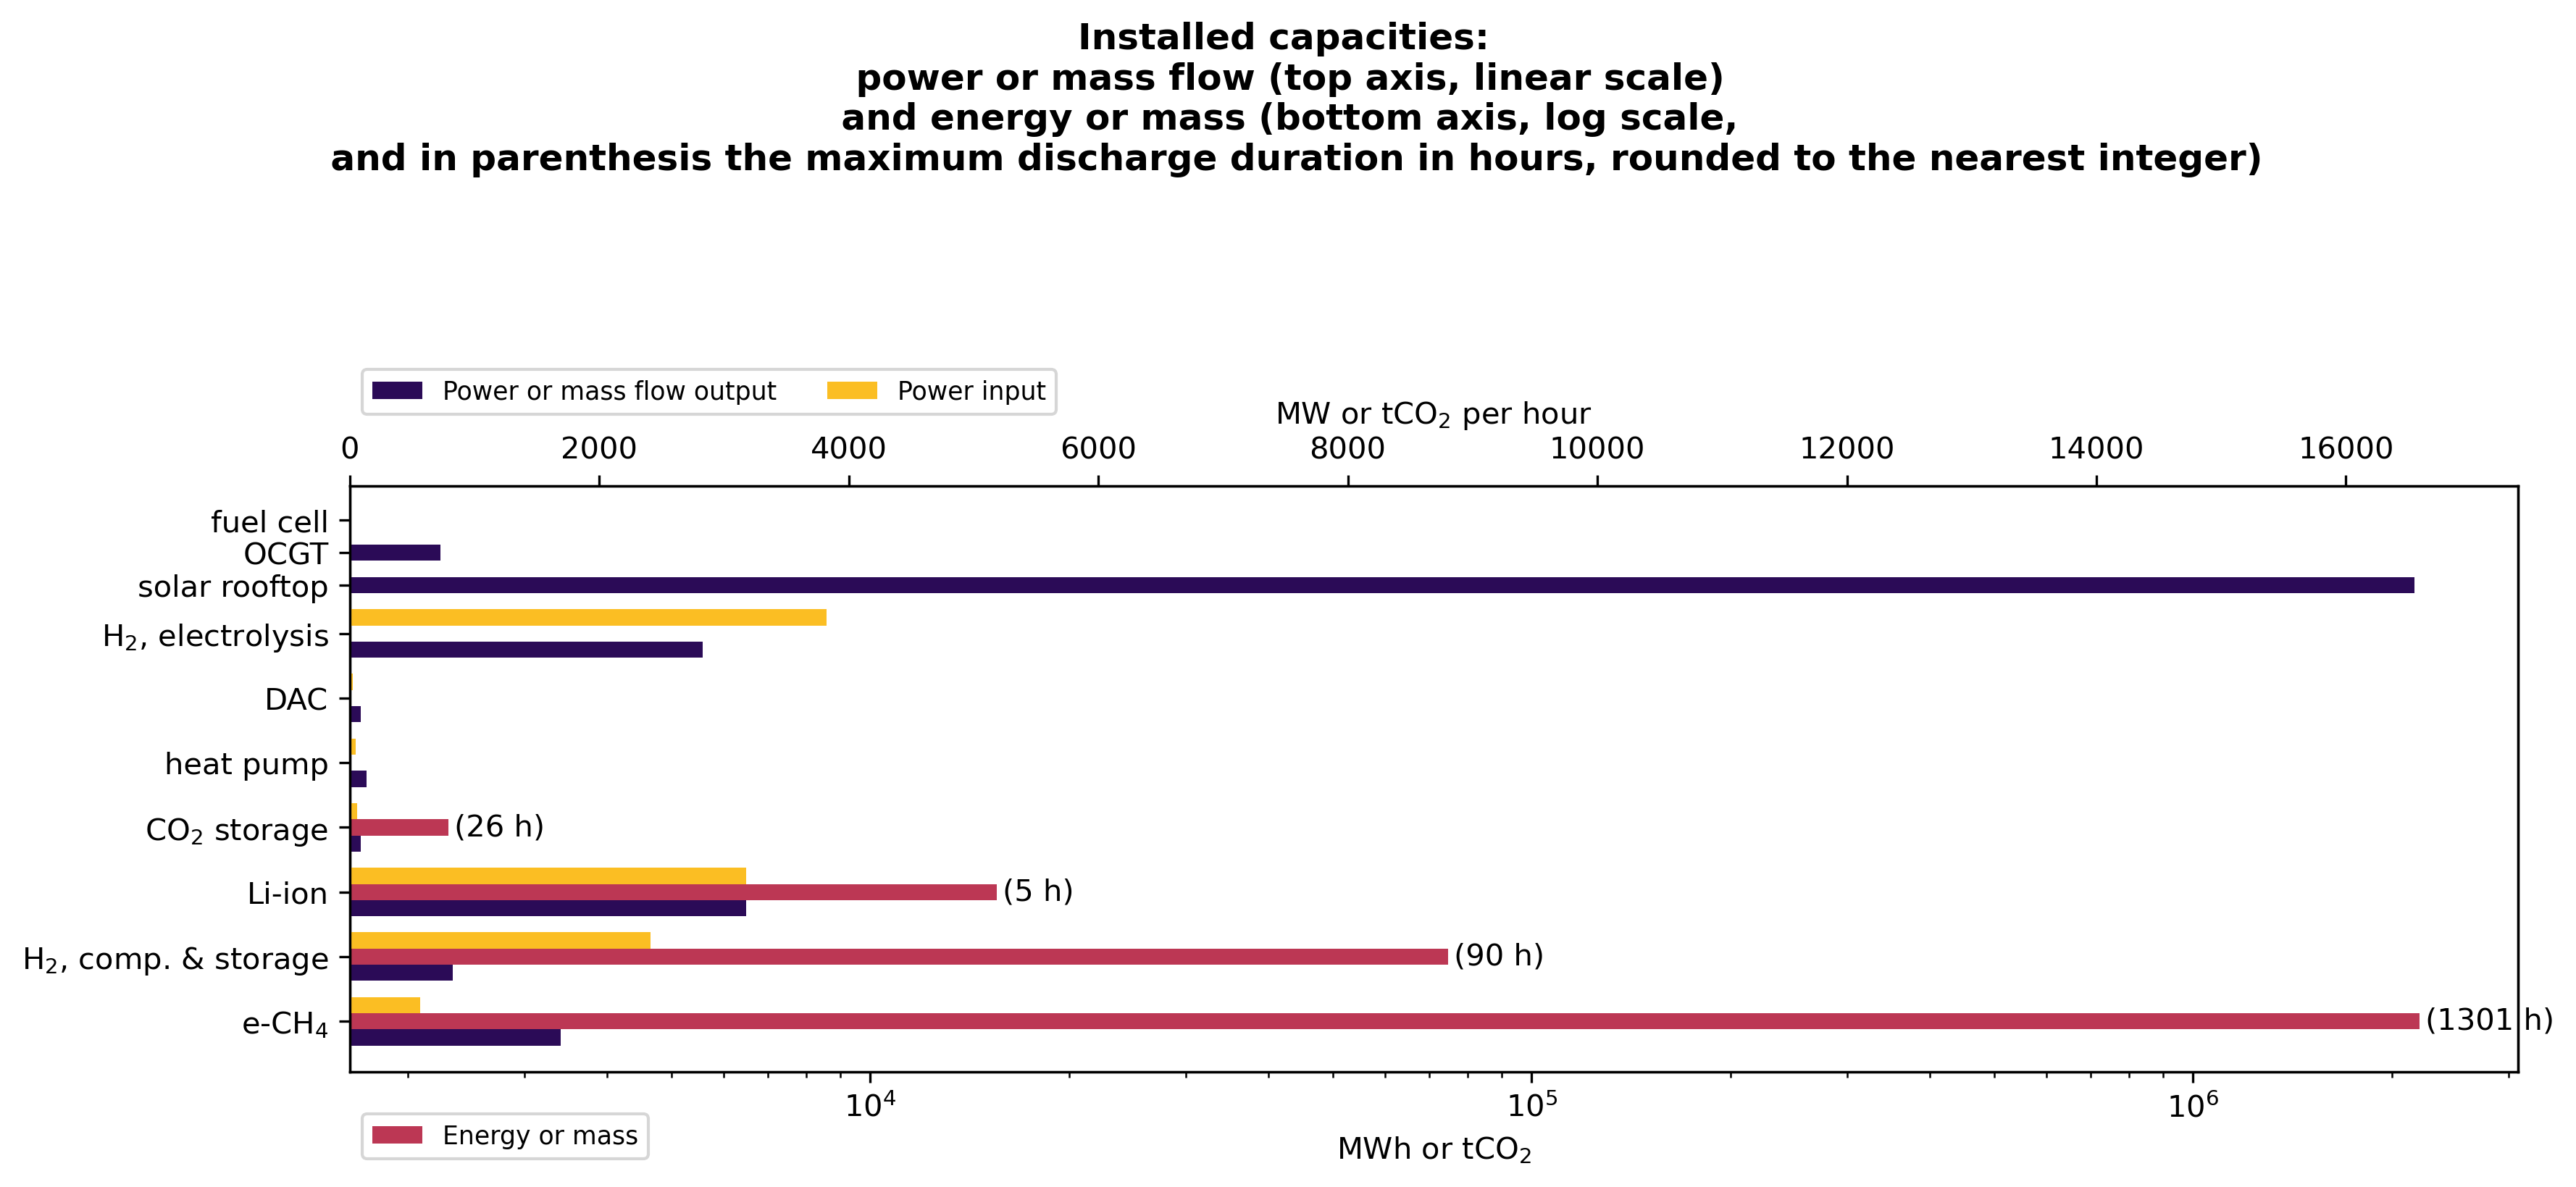 Installed capacities:
power or mass flow (top axis, linear scale)
and energy or mass (bottom axis, log scale,
and in parenthesis the maximum discharge duration in hours, rounded to the nearest integer)
Power or mass flow output Power input
MW or tCO₂ per hour
0 2000 4000 6000 8000 10000 12000 14000 16000
fuel cell
OCGT
solar rooftop
H₂, electrolysis
DAC
heat pump
CO₂ storage (26 h)
Li-ion (5 h)
H₂, comp. & storage (90 h)
e-CH₄ (1301 h)
10⁴ 10⁵ 10⁶
Energy or mass
MWh or tCO₂